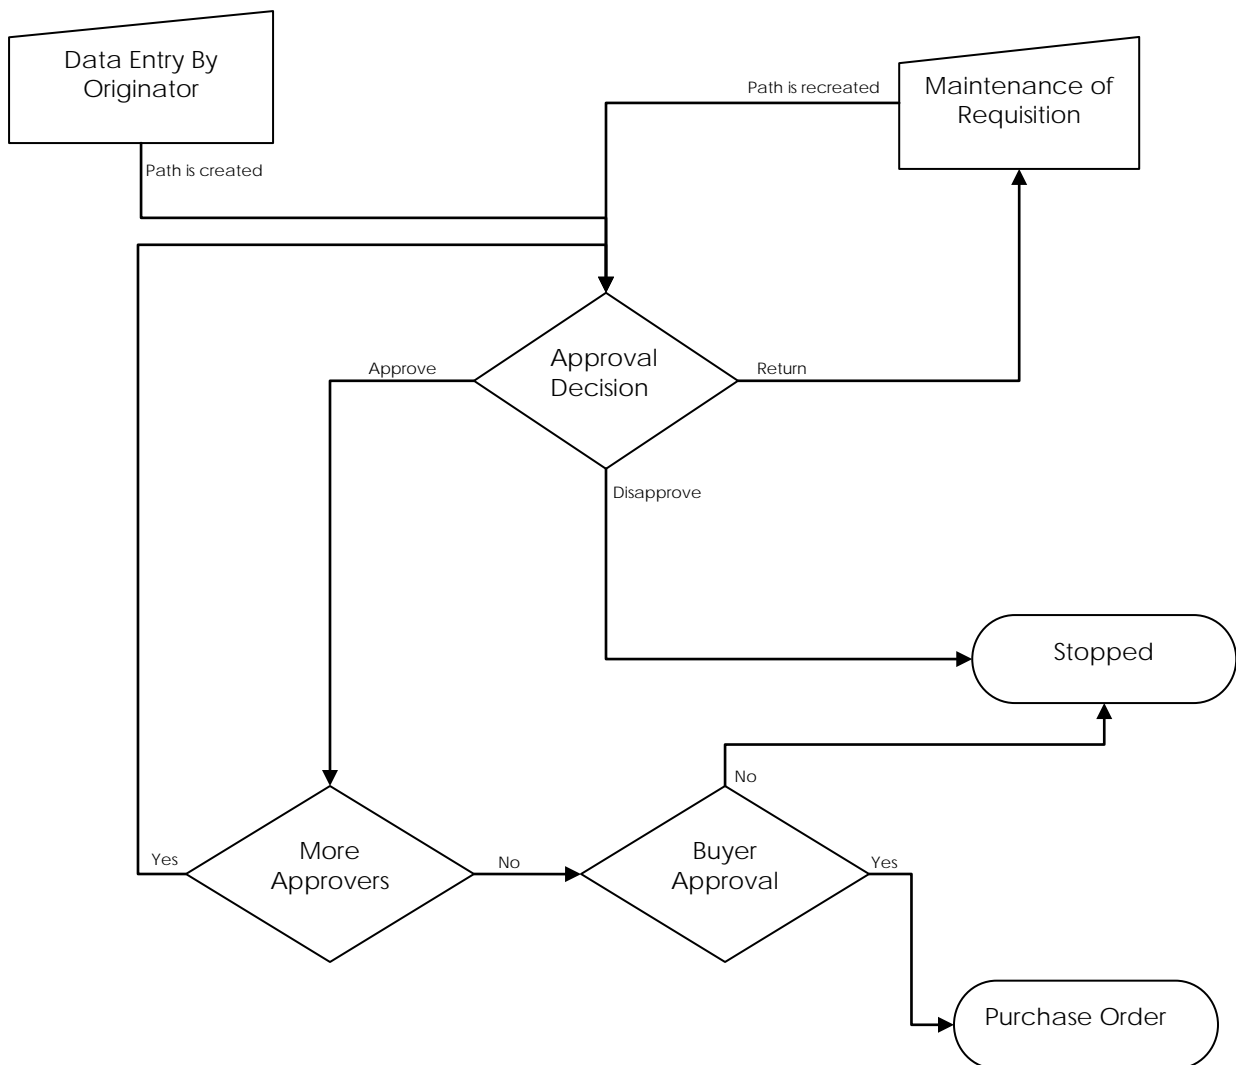 Data Entry By
Originator
Path is created
Path is recreated
Maintenance of
Requisition
Approve
Approval
Decision
Return
Disapprove
Stopped
Yes
More
Approvers
No
No
Buyer
Approval
Yes
Purchase Order